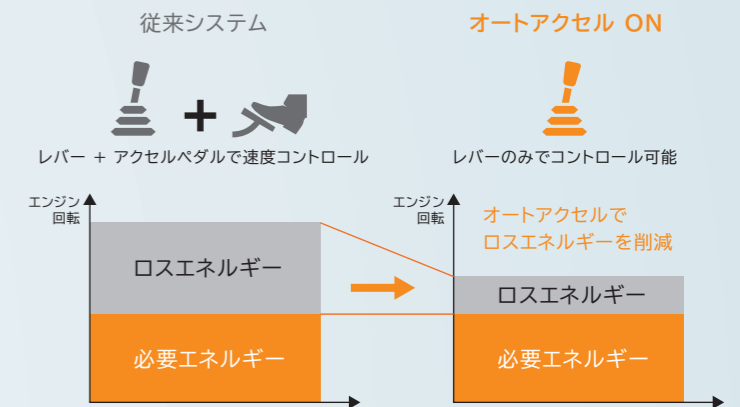 従来システム
レバー + アクセルペダルで速度コントロール
エンジン
回転
ロスエネルギー
必要エネルギー
オートアクセル ON
レバーのみでコントロール可能
エンジン
回転
オートアクセルで
ロスエネルギーを削減
ロスエネルギー
必要エネルギー